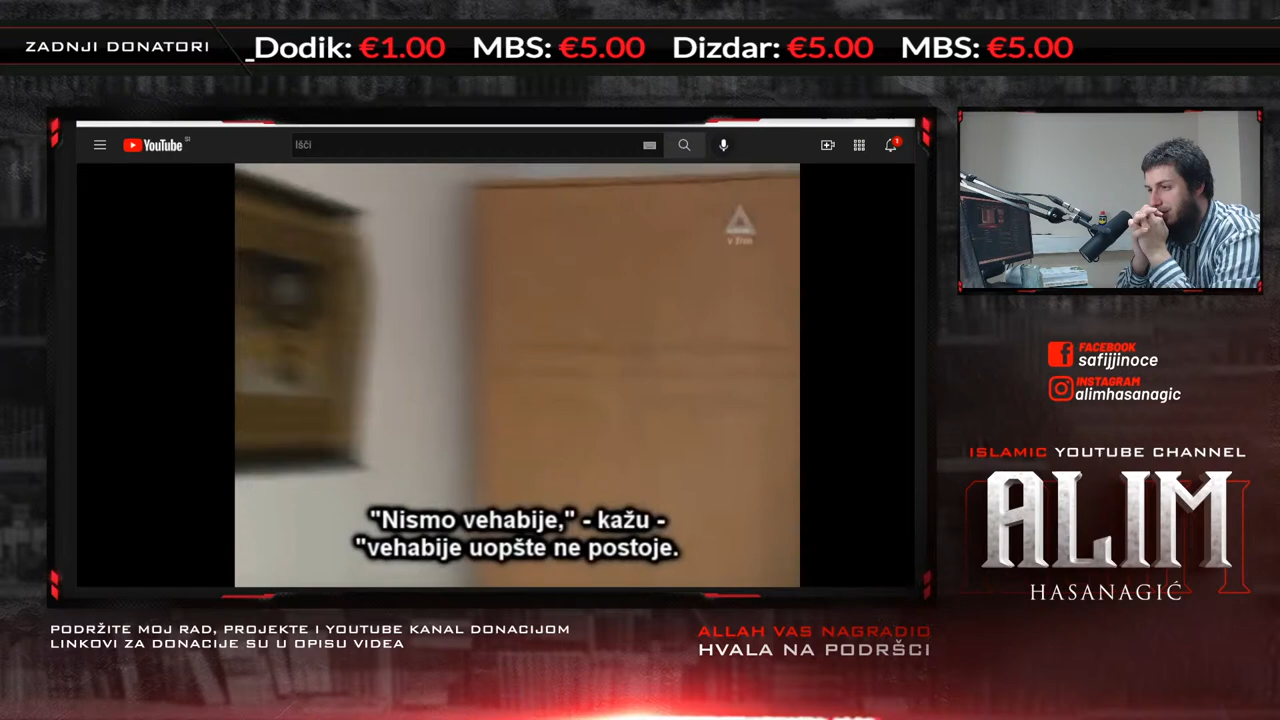 ZADNJI DONATORI
_Dodik: €1.00 MBS: €5.00 Dizdar: €5.00 MBS: €5.00
YouTube SI
Išči
1
v živo
"Nismo vehabije," - kažu -
"vehabije uopšte ne postoje.
FACEBOOK
safijjinoce
INSTAGRAM
alimhasanagic
ISLAMIC YOUTUBE CHANNEL
ALIM
HASANAGIĆ
PODRŽITE MOJ RAD, PROJEKTE I YOUTUBE KANAL DONACIJOM
LINKOVI ZA DONACIJE SU U OPISU VIDEA
ALLAH VAS NAGRADIO
HVALA NA PODRŠCI